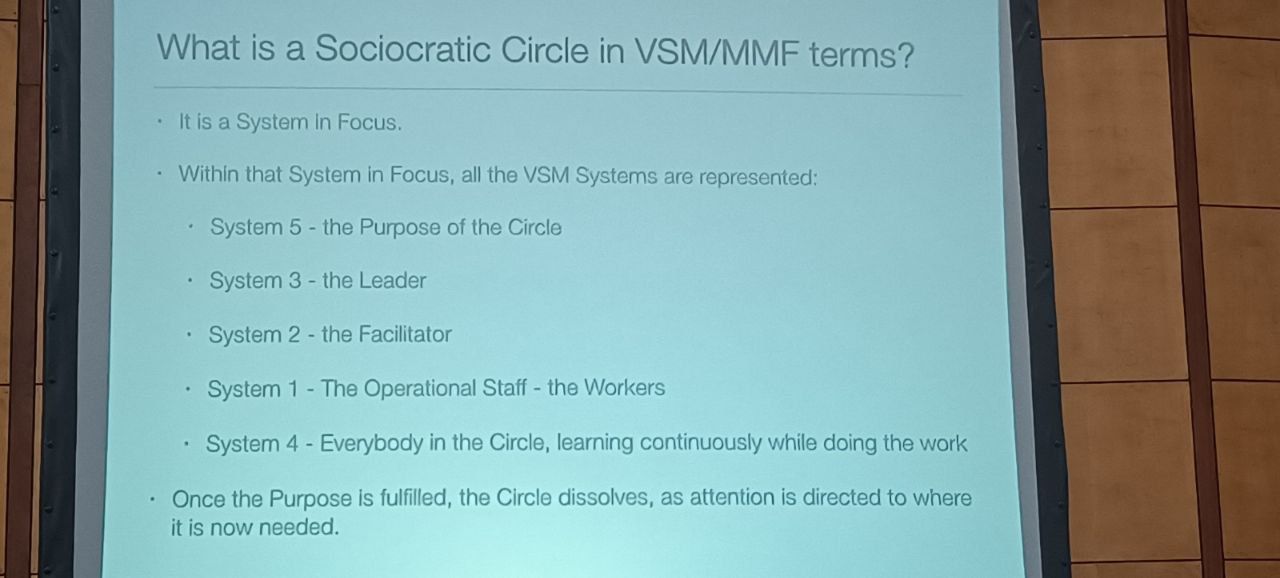 What is a Sociocratic Circle in VSM/MMF terms?
· It is a System in Focus.
· Within that System in Focus, all the VSM Systems are represented:
· System 5 - the Purpose of the Circle
· System 3 - the Leader
· System 2 - the Facilitator
· System 1 - The Operational Staff - the Workers
· System 4 - Everybody in the Circle, learning continuously while doing the work
· Once the Purpose is fulfilled, the Circle dissolves, as attention is directed to where
it is now needed.